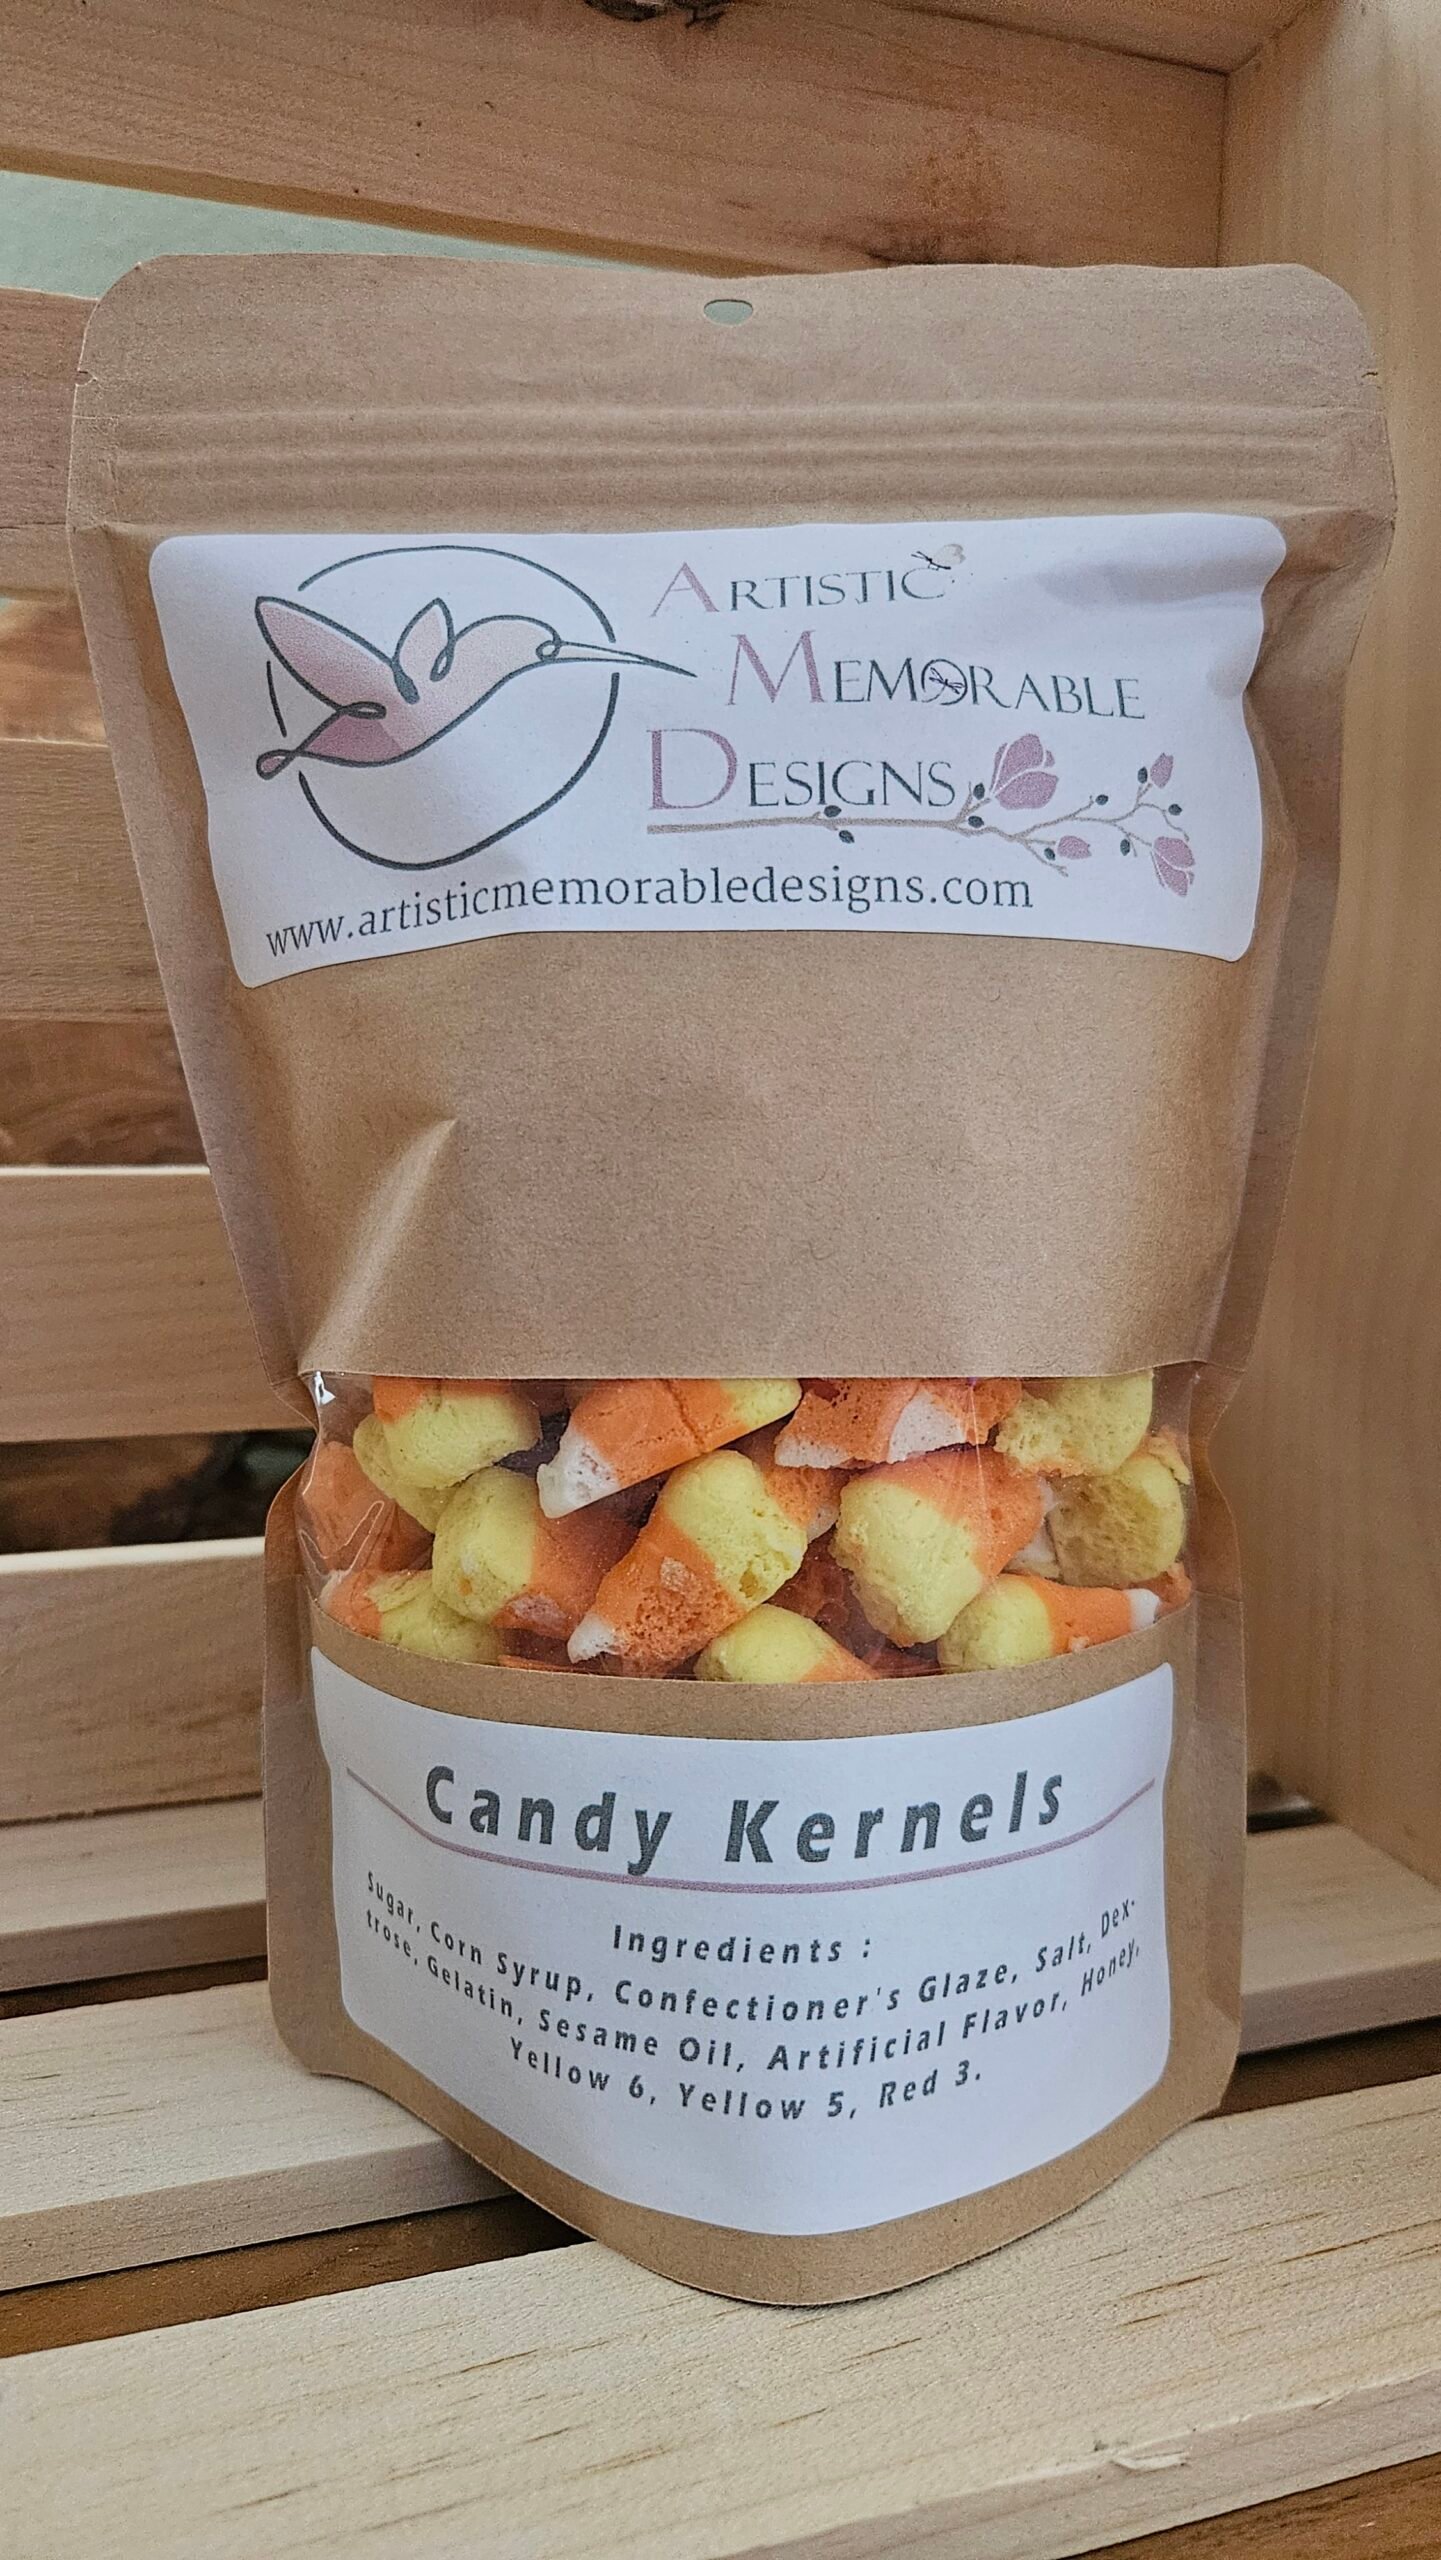 Artistic
Memorable
Designs
www.artisticmemorabledesigns.com
Candy Kernels
Ingredients :
Sugar, Corn Syrup, Confectioner's Glaze, Salt, Dex-
trose, Gelatin, Sesame Oil, Artificial Flavor, Honey,
Yellow 6, Yellow 5, Red 3.